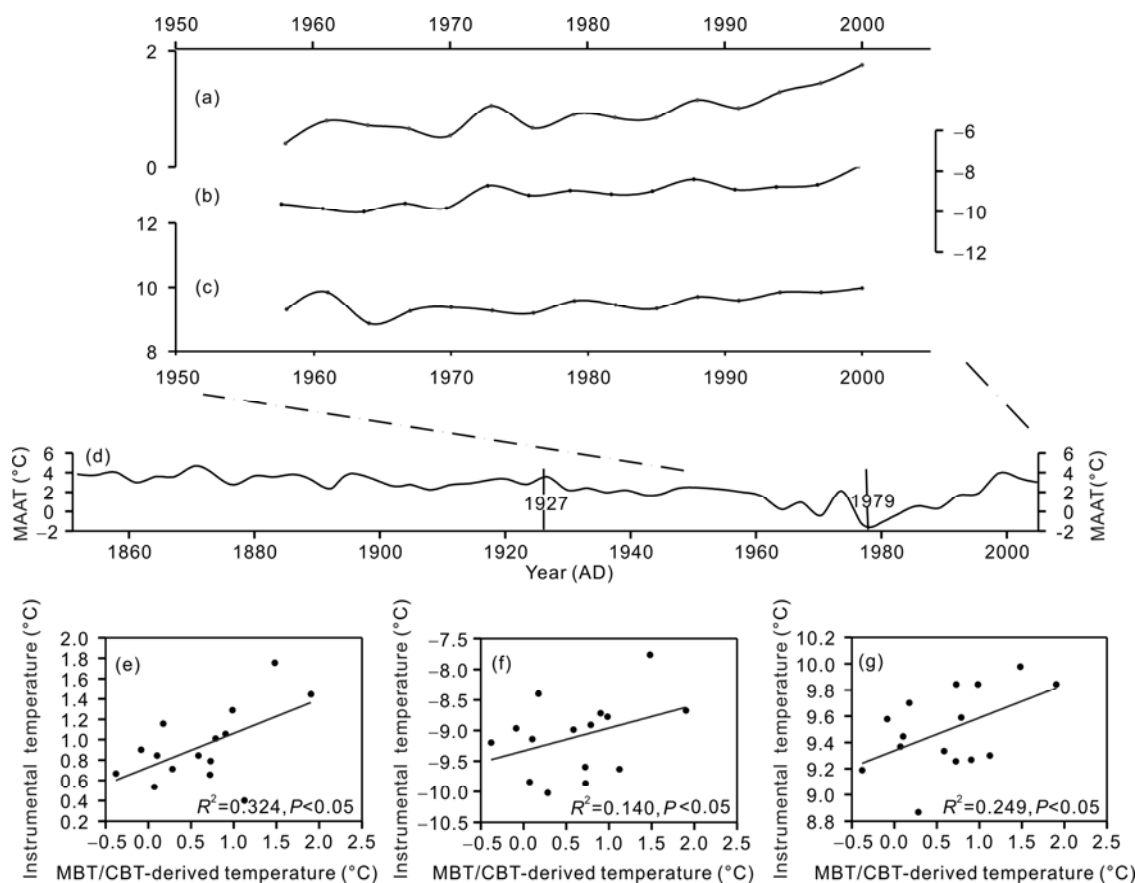 1950 1960 1970 1980 1990 2000
2
(a)
0
−6
−8
−10
−12
(b)
12
(c)
10
8
1950 1960 1970 1980 1990 2000
MAAT (°C)
6
4
2
0
−2
(d)
1927
1979
6
4
2
0
-2
MAAT (°C)
1860 1880 1900 1920 1940 1960 1980 2000
Year (AD)
Instrumental temperature (°C)
2.0
1.8
1.6
1.4
1.2
1.0
0.8
0.6
0.4
0.2
(e)
R²=0.324, P<0.05
−0.5 0.0 0.5 1.0 1.5 2.0 2.5
MBT/CBT-derived temperature (°C)
Instrumental temperature (°C)
−7.5
−8.0
−8.5
−9.0
−9.5
−10.0
−10.5
(f)
R²=0.140, P<0.05
−0.5 0.0 0.5 1.0 1.5 2.0 2.5
MBT/CBT-derived temperature (°C)
Instrumental temperature (°C)
10.2
10.0
9.8
9.6
9.4
9.2
9.0
8.8
(g)
R²=0.249, P<0.05
−0.5 0.0 0.5 1.0 1.5 2.0 2.5
MBT/CBT-derived temperature (°C)